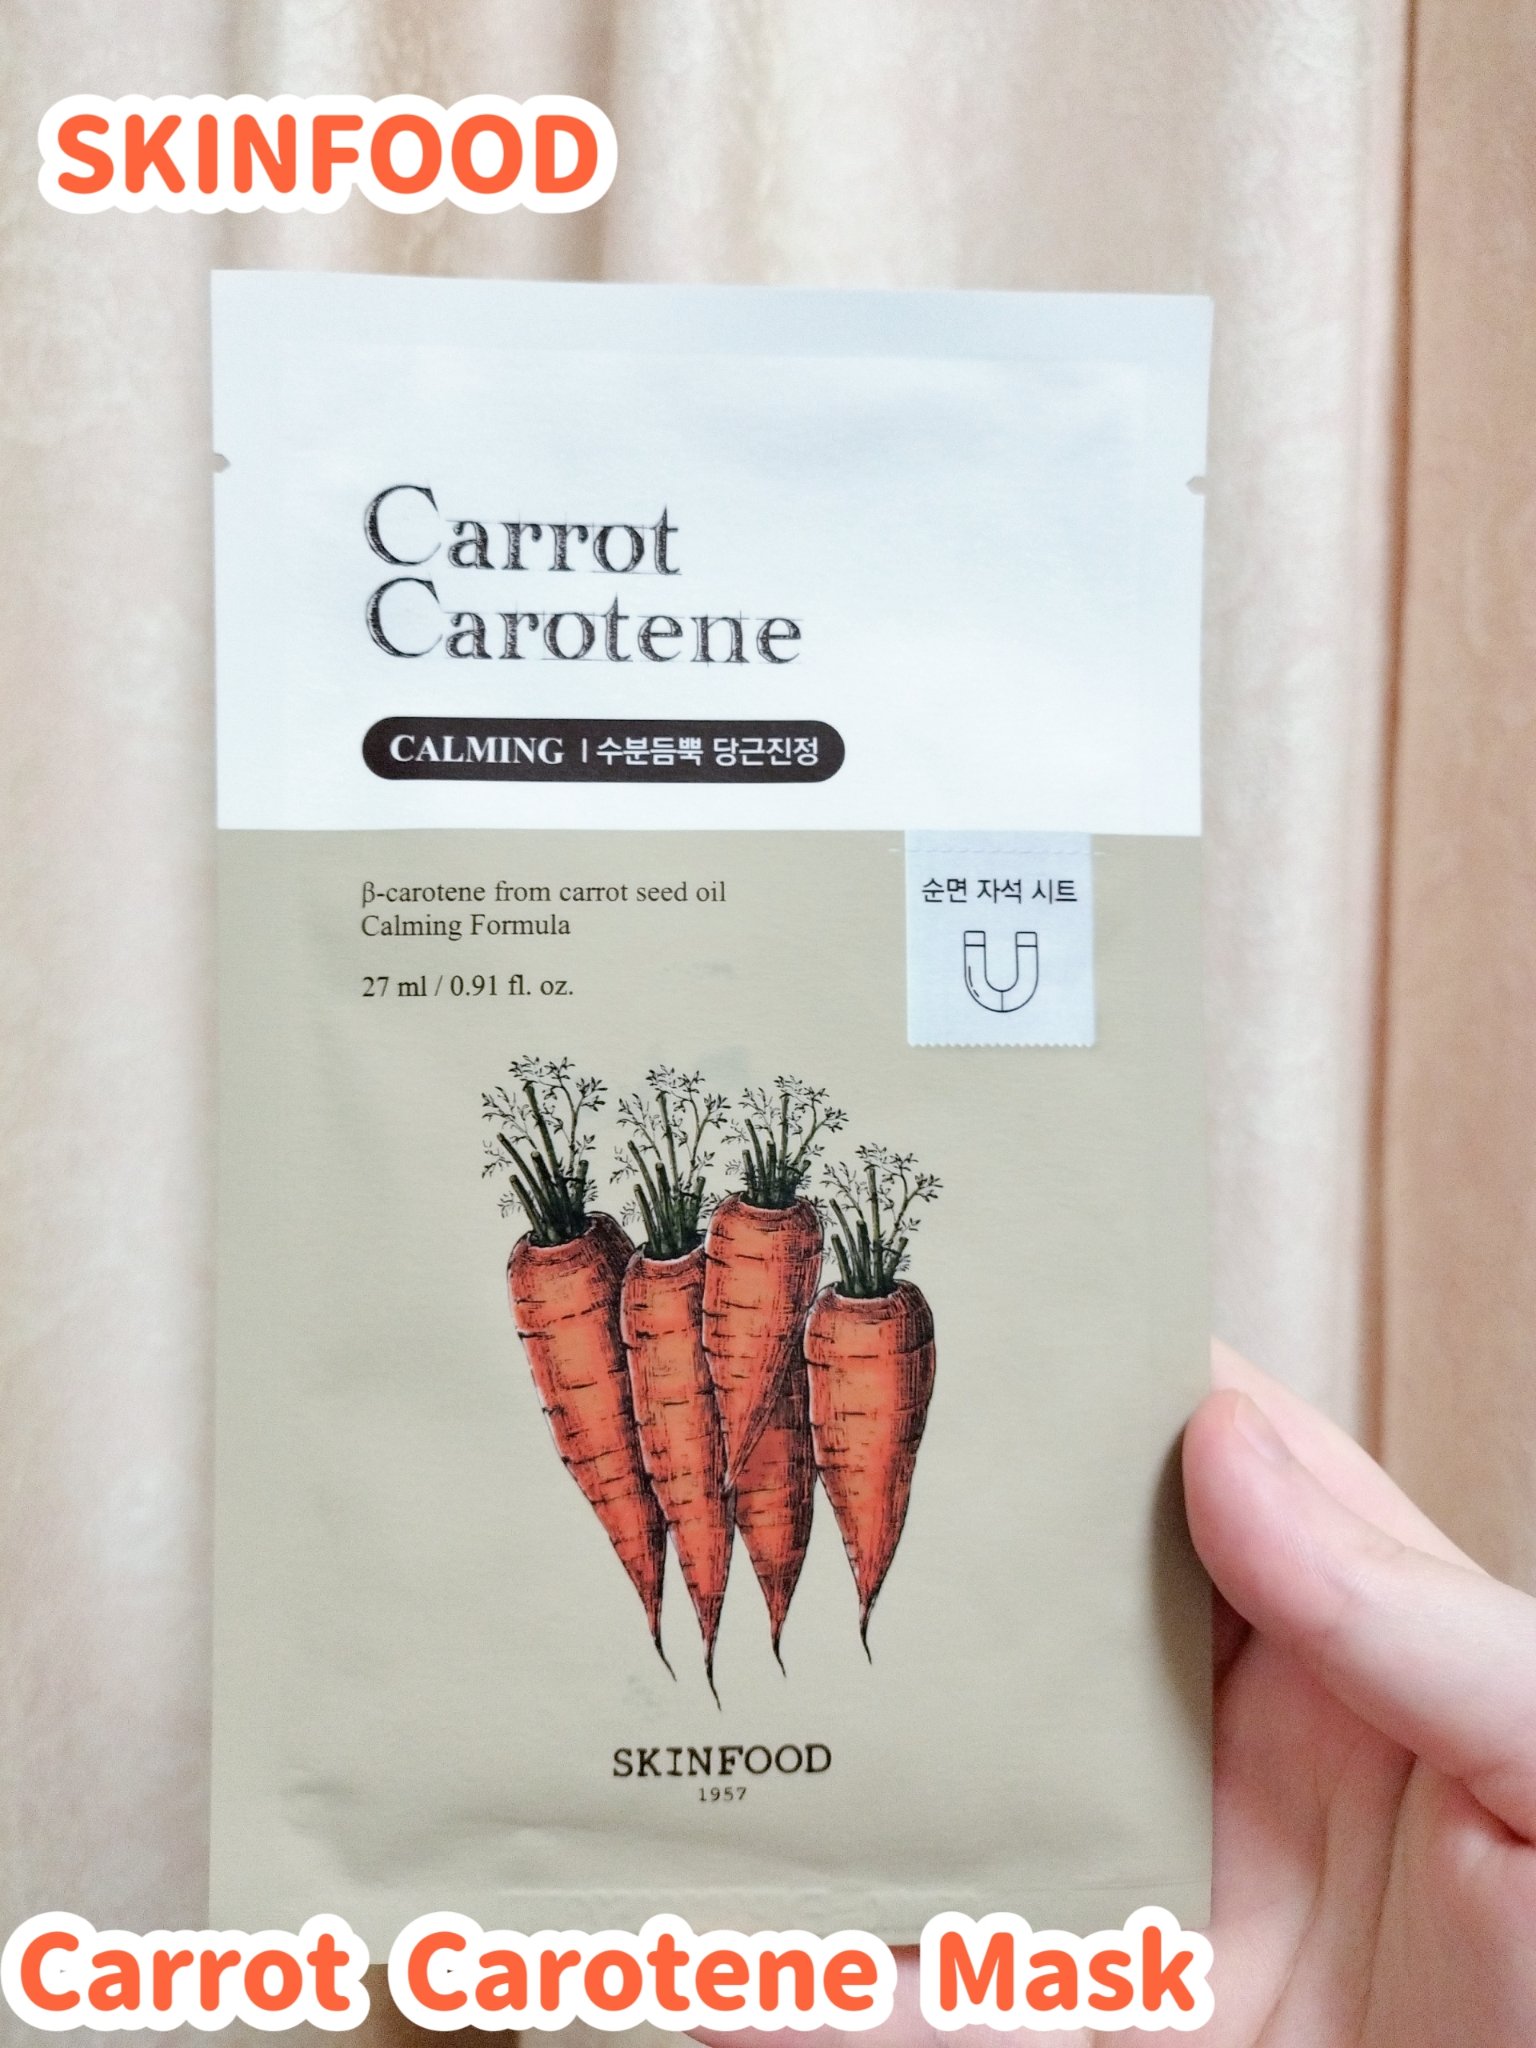 SKINFOOD
Carrot
Carotene
CALMING | 수분듬뿍 당근진정
β-carotene from carrot seed oil
Calming Formula
27 ml / 0.91 fl. oz.
순면 자석 시트
SKINFOOD
1957
Carrot Carotene Mask